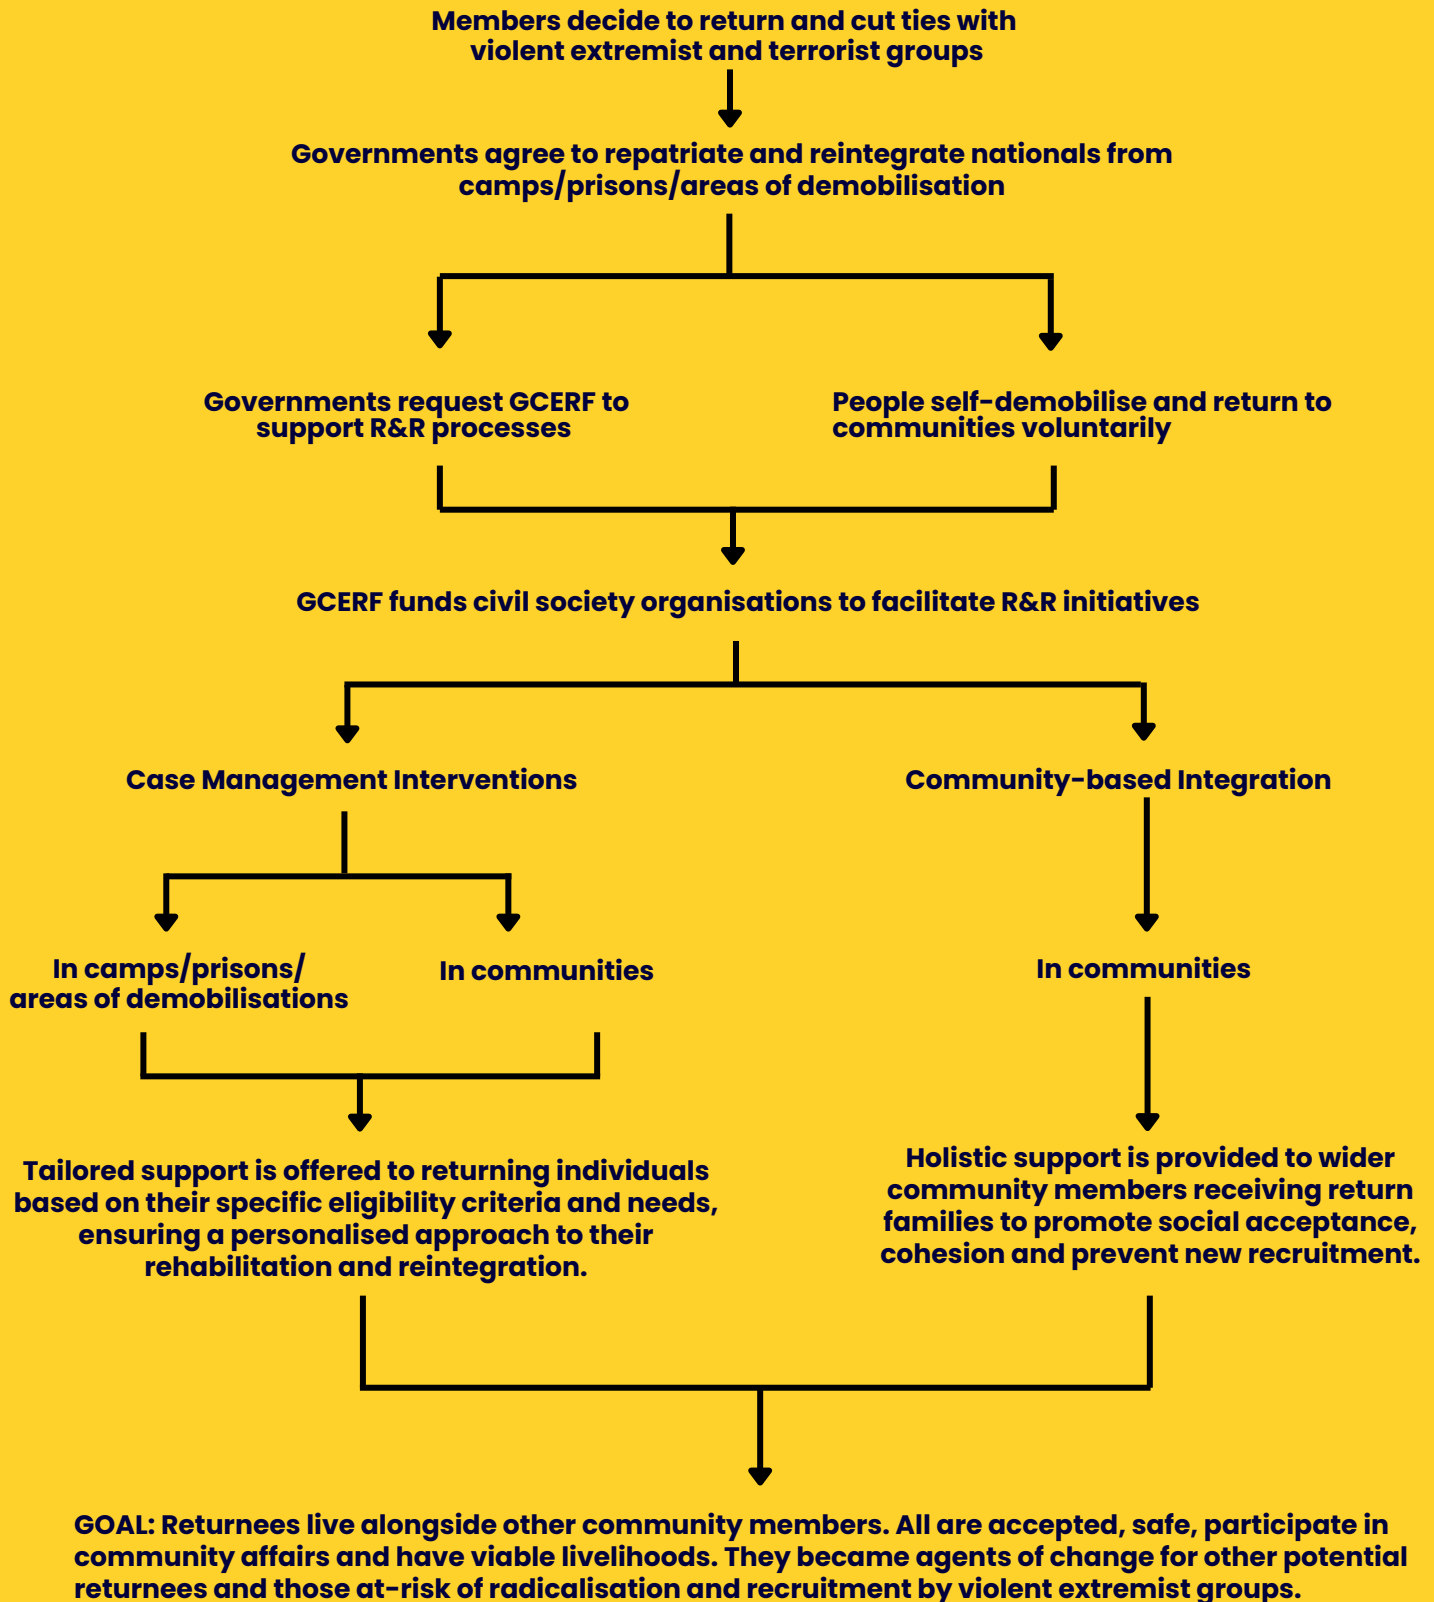 Members decide to return and cut ties with
violent extremist and terrorist groups
Governments agree to repatriate and reintegrate nationals from
camps/prisons/areas of demobilisation
Governments request GCERF to
support R&R processes
People self-demobilise and return to
communities voluntarily
GCERF funds civil society organisations to facilitate R&R initiatives
Case Management Interventions
Community-based Integration
In camps/prisons/
areas of demobilisations
In communities
In communities
Tailored support is offered to returning individuals
based on their specific eligibility criteria and needs,
ensuring a personalised approach to their
rehabilitation and reintegration.
Holistic support is provided to wider
community members receiving return
families to promote social acceptance,
cohesion and prevent new recruitment.
GOAL: Returnees live alongside other community members. All are accepted, safe, participate in
community affairs and have viable livelihoods. They became agents of change for other potential
returnees and those at-risk of radicalisation and recruitment by violent extremist groups.